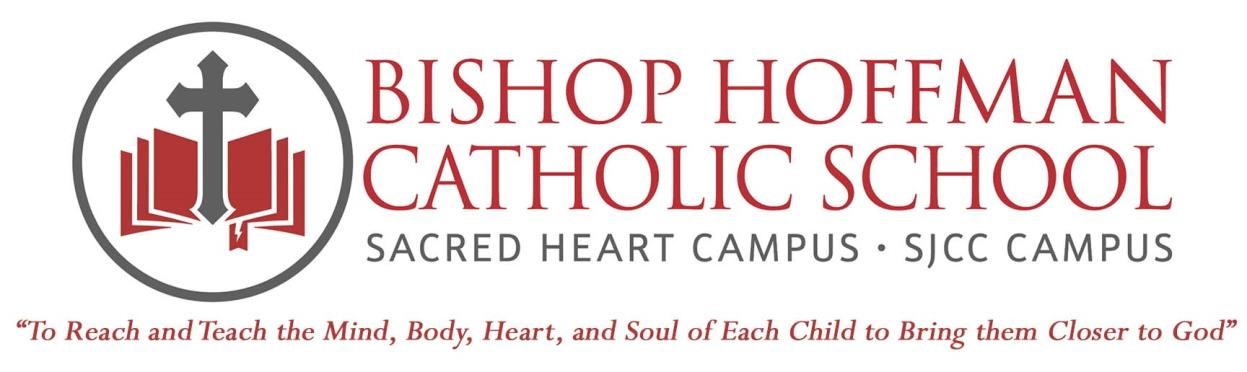 BISHOP HOFFMAN
CATHOLIC SCHOOL
SACRED HEART CAMPUS • SJCC CAMPUS
“To Reach and Teach the Mind, Body, Heart, and Soul of Each Child to Bring them Closer to God”